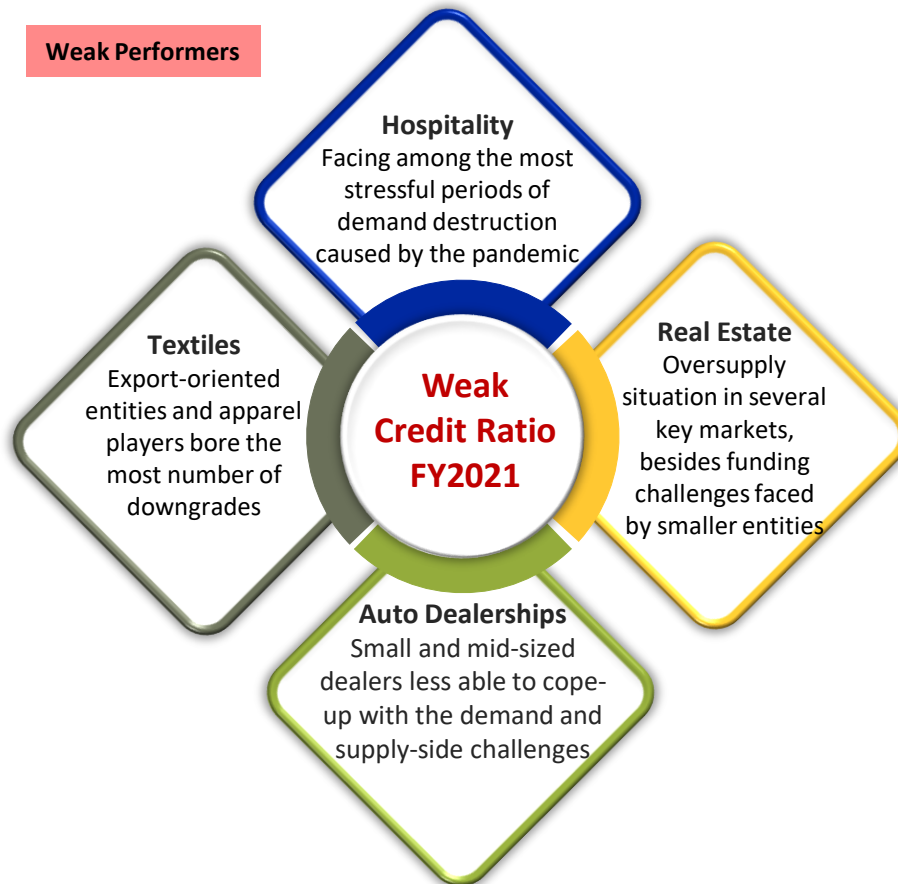 Weak Performers
Hospitality
Facing among the most
stressful periods of
demand destruction
caused by the pandemic
Textiles
Export-oriented
entities and apparel
players bore the
most number of
downgrades
Weak
Credit Ratio
FY2021
Real Estate
Oversupply
situation in several
key markets,
besides funding
challenges faced
by smaller entities
Auto Dealerships
Small and mid-sized
dealers less able to cope-
up with the demand and
supply-side challenges